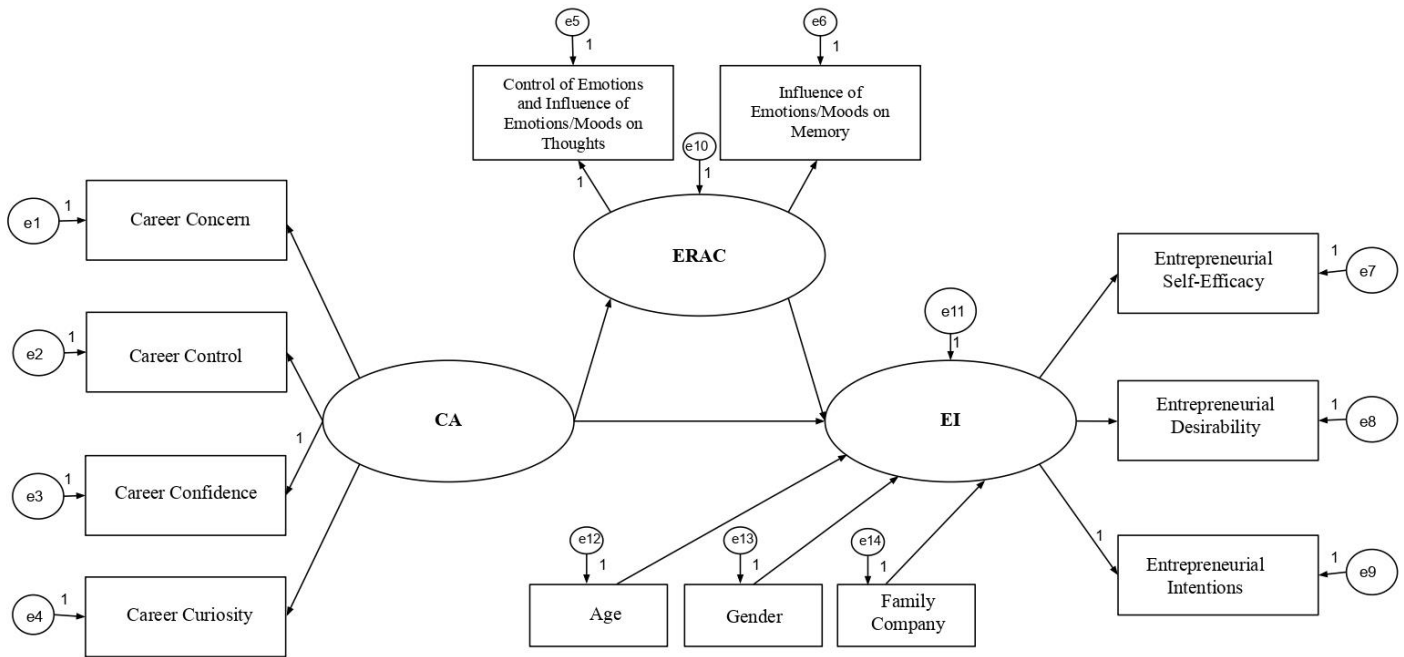 e5
1
e6
1
Control of Emotions
and Influence of
Emotions/Moods on
Thoughts
Influence of
Emotions/Moods on
Memory
e10
1
1
e1
1
Career Concern
ERAC
Entrepreneurial
Self-Efficacy
1
e7
e11
1
e2
1
Career Control
CA
EI
Entrepreneurial
Desirability
1
e8
1
e3
1
Career Confidence
e12
1
e13
1
e14
1
1
Entrepreneurial
Intentions
1
e9
e4
1
Career Curiosity
Age
Gender
Family
Company